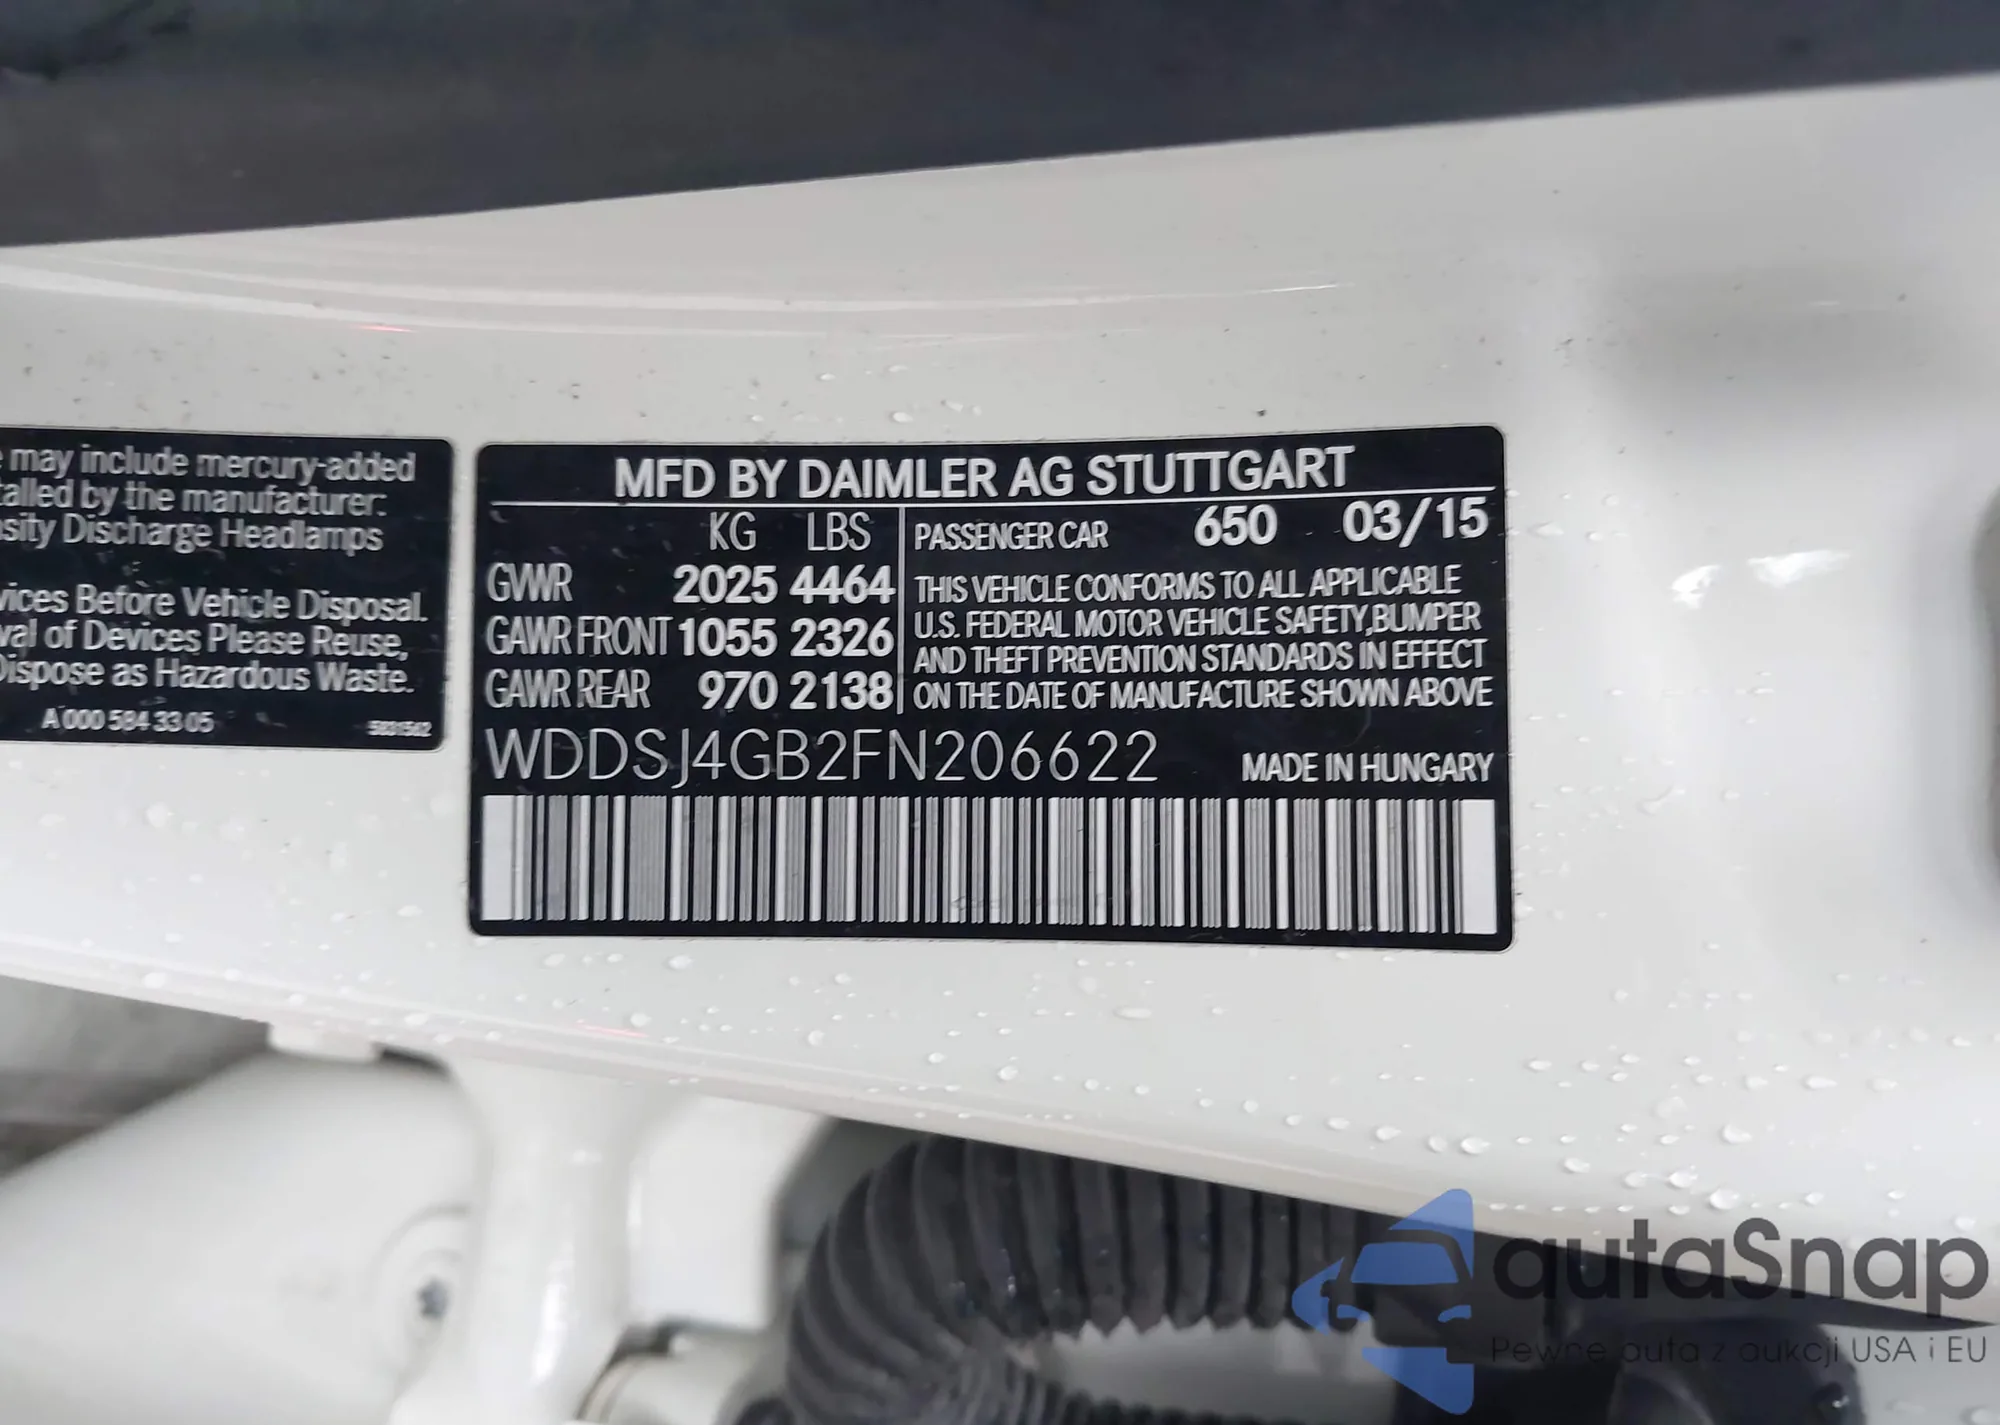 e may include mercury-added
talled by the manufacturer:
nsity Discharge Headlamps
vices Before Vehicle Disposal.
val of Devices Please Reuse,
Dispose as Hazardous Waste.
A 000 584 33 05
MFD BY DAIMLER AG STUTTGART
KG LBS
GVWR 2025 4464
GAWR FRONT 1055 2326
GAWR REAR 970 2138
PASSENGER CAR 650 03/15
THIS VEHICLE CONFORMS TO ALL APPLICABLE
U.S. FEDERAL MOTOR VEHICLE SAFETY,BUMPER
AND THEFT PREVENTION STANDARDS IN EFFECT
ON THE DATE OF MANUFACTURE SHOWN ABOVE
WDDSJ4GB2FN206622
MADE IN HUNGARY
autaSnap
Pewne auta z aukcji USA i EU